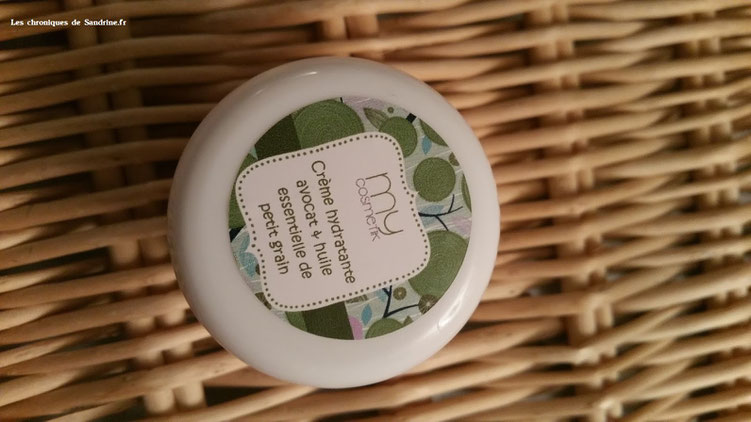 Les chroniques de Sandrine.fr
my
cosmetik
Crème hydratante
avocat & huile
essentielle de
petit grain